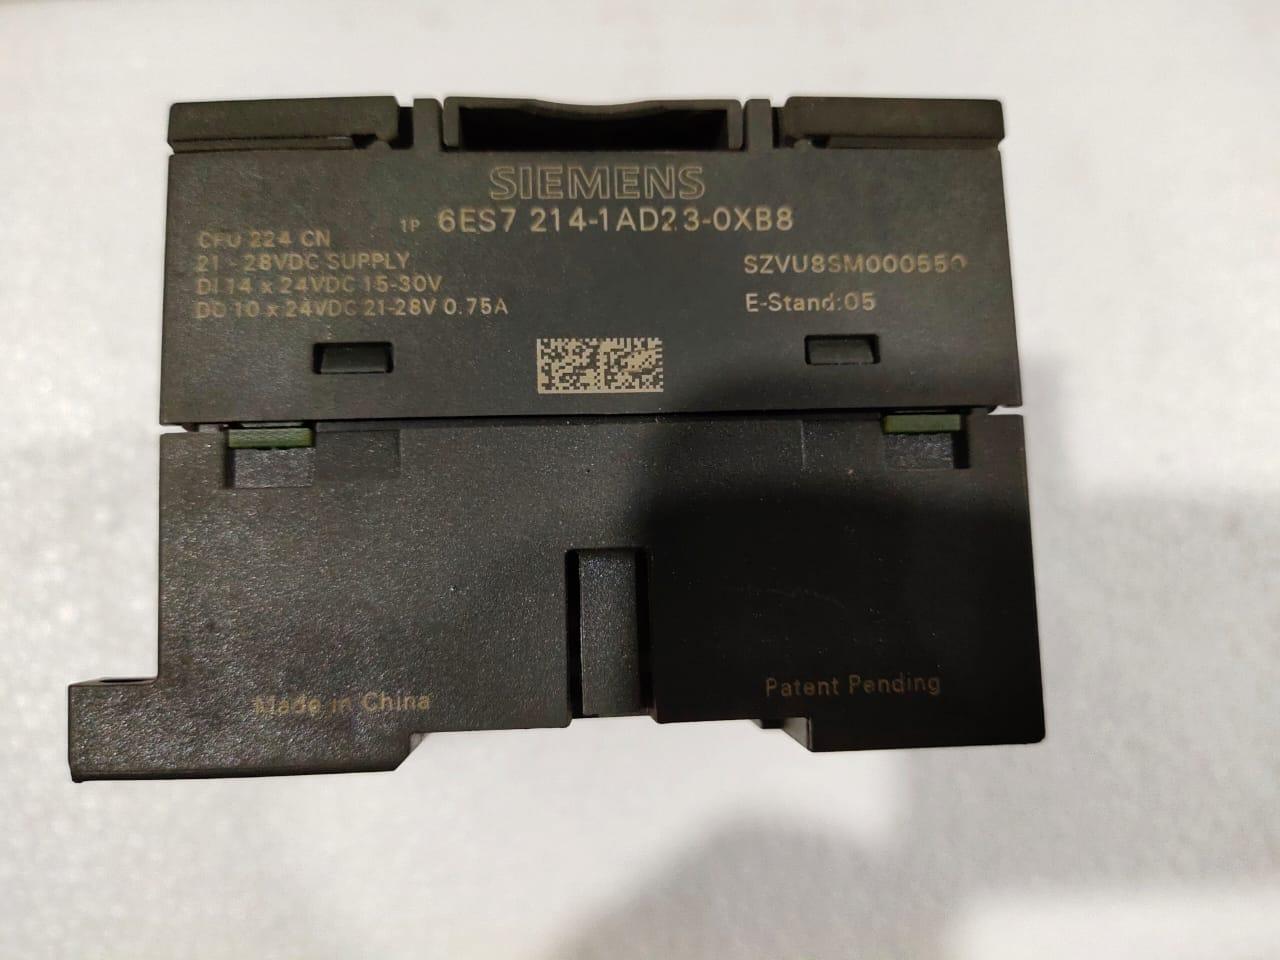 SIEMENS
1P 6ES7 214-1AD23-0XB8
CPU 224 CN
21 - 28VDC SUPPLY
DI 14 x 24VDC 15-30V
DO 10 x 24VDC 21-28V 0.75A
SZVU8SM000550
E-Stand:05
Made in China
Patent Pending